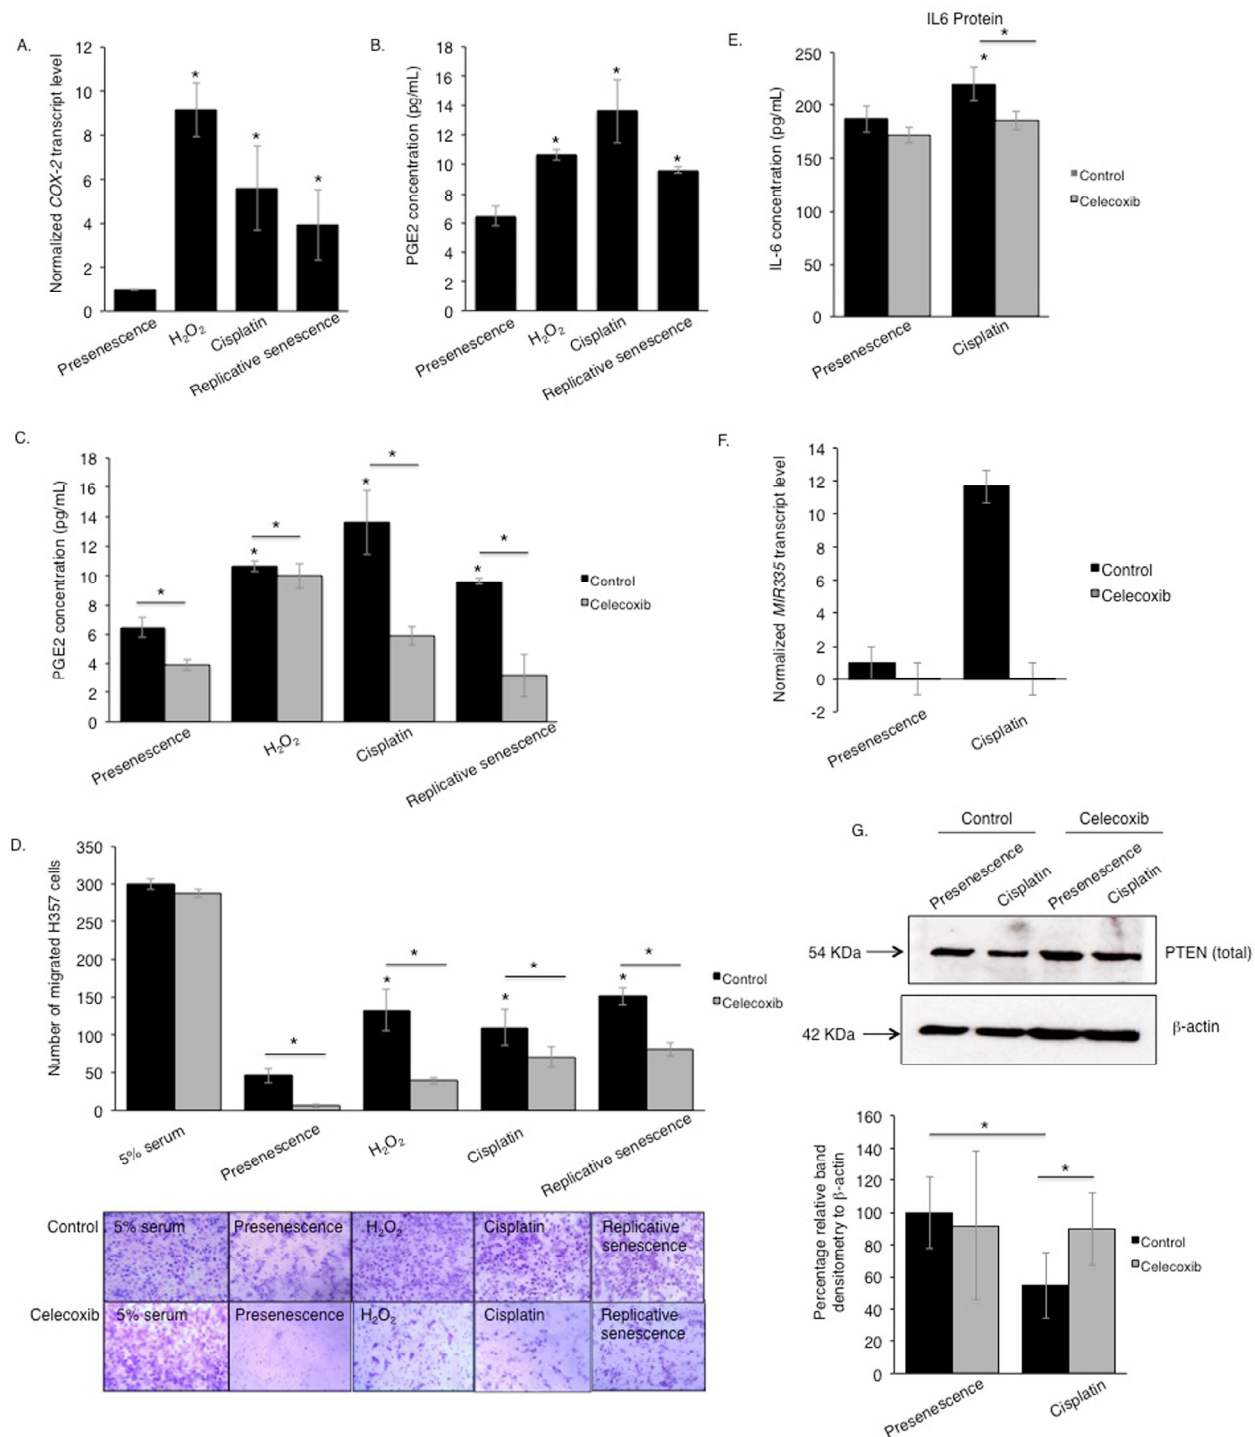 A.
Normalized COX-2 transcript level
12
10
8
6
4
2
0
*
*
*
Presenescence
H₂O₂
Cisplatin
Replicative senescence
B.
PGE2 concentration (pg/mL)
18
16
14
12
10
8
6
4
2
0
*
*
*
Presenescence
H₂O₂
Cisplatin
Replicative senescence
E.
IL6 Protein
IL-6 concentration (pg/mL)
250
200
150
100
50
0
*
*
Presenescence
Cisplatin
Control
Celecoxib
C.
PGE2 concentration (pg/mL)
18
16
14
12
10
8
6
4
2
0
*
*
*
*
*
*
*
Presenescence
H₂O₂
Cisplatin
Replicative senescence
Control
Celecoxib
F.
Normalized MIR335 transcript level
14
12
10
8
6
4
2
0
-2
Presenescence
Cisplatin
Control
Celecoxib
D.
Number of migrated H357 cells
350
300
250
200
150
100
50
0
*
*
*
*
*
*
*
5% serum
Presenescence
H₂O₂
Cisplatin
Replicative senescence
Control
Celecoxib
Control
5% serum
Presenescence
H₂O₂
Cisplatin
Replicative
senescence
Celecoxib
5% serum
Presenescence
H₂O₂
Cisplatin
Replicative
senescence
G.
Control
Celecoxib
Presenescence
Cisplatin
Presenescence
Cisplatin
54 KDa
PTEN (total)
42 KDa
β-actin
Percentage relative band
densitometry to β-actin
160
140
120
100
80
60
40
20
0
*
*
Presenescence
Cisplatin
Control
Celecoxib